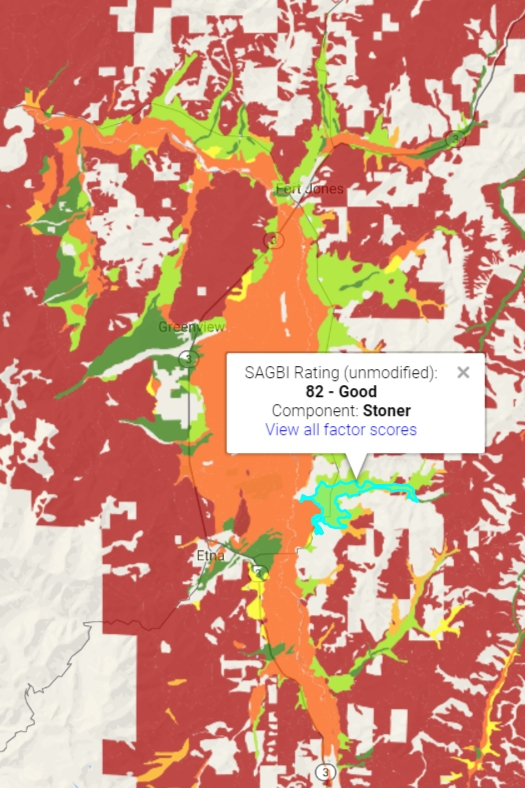 3
Fort Jones
3
Greenview
3
SAGBI Rating (unmodified): ×
82 - Good
Component: Stoner
View all factor scores
Etna
3
3